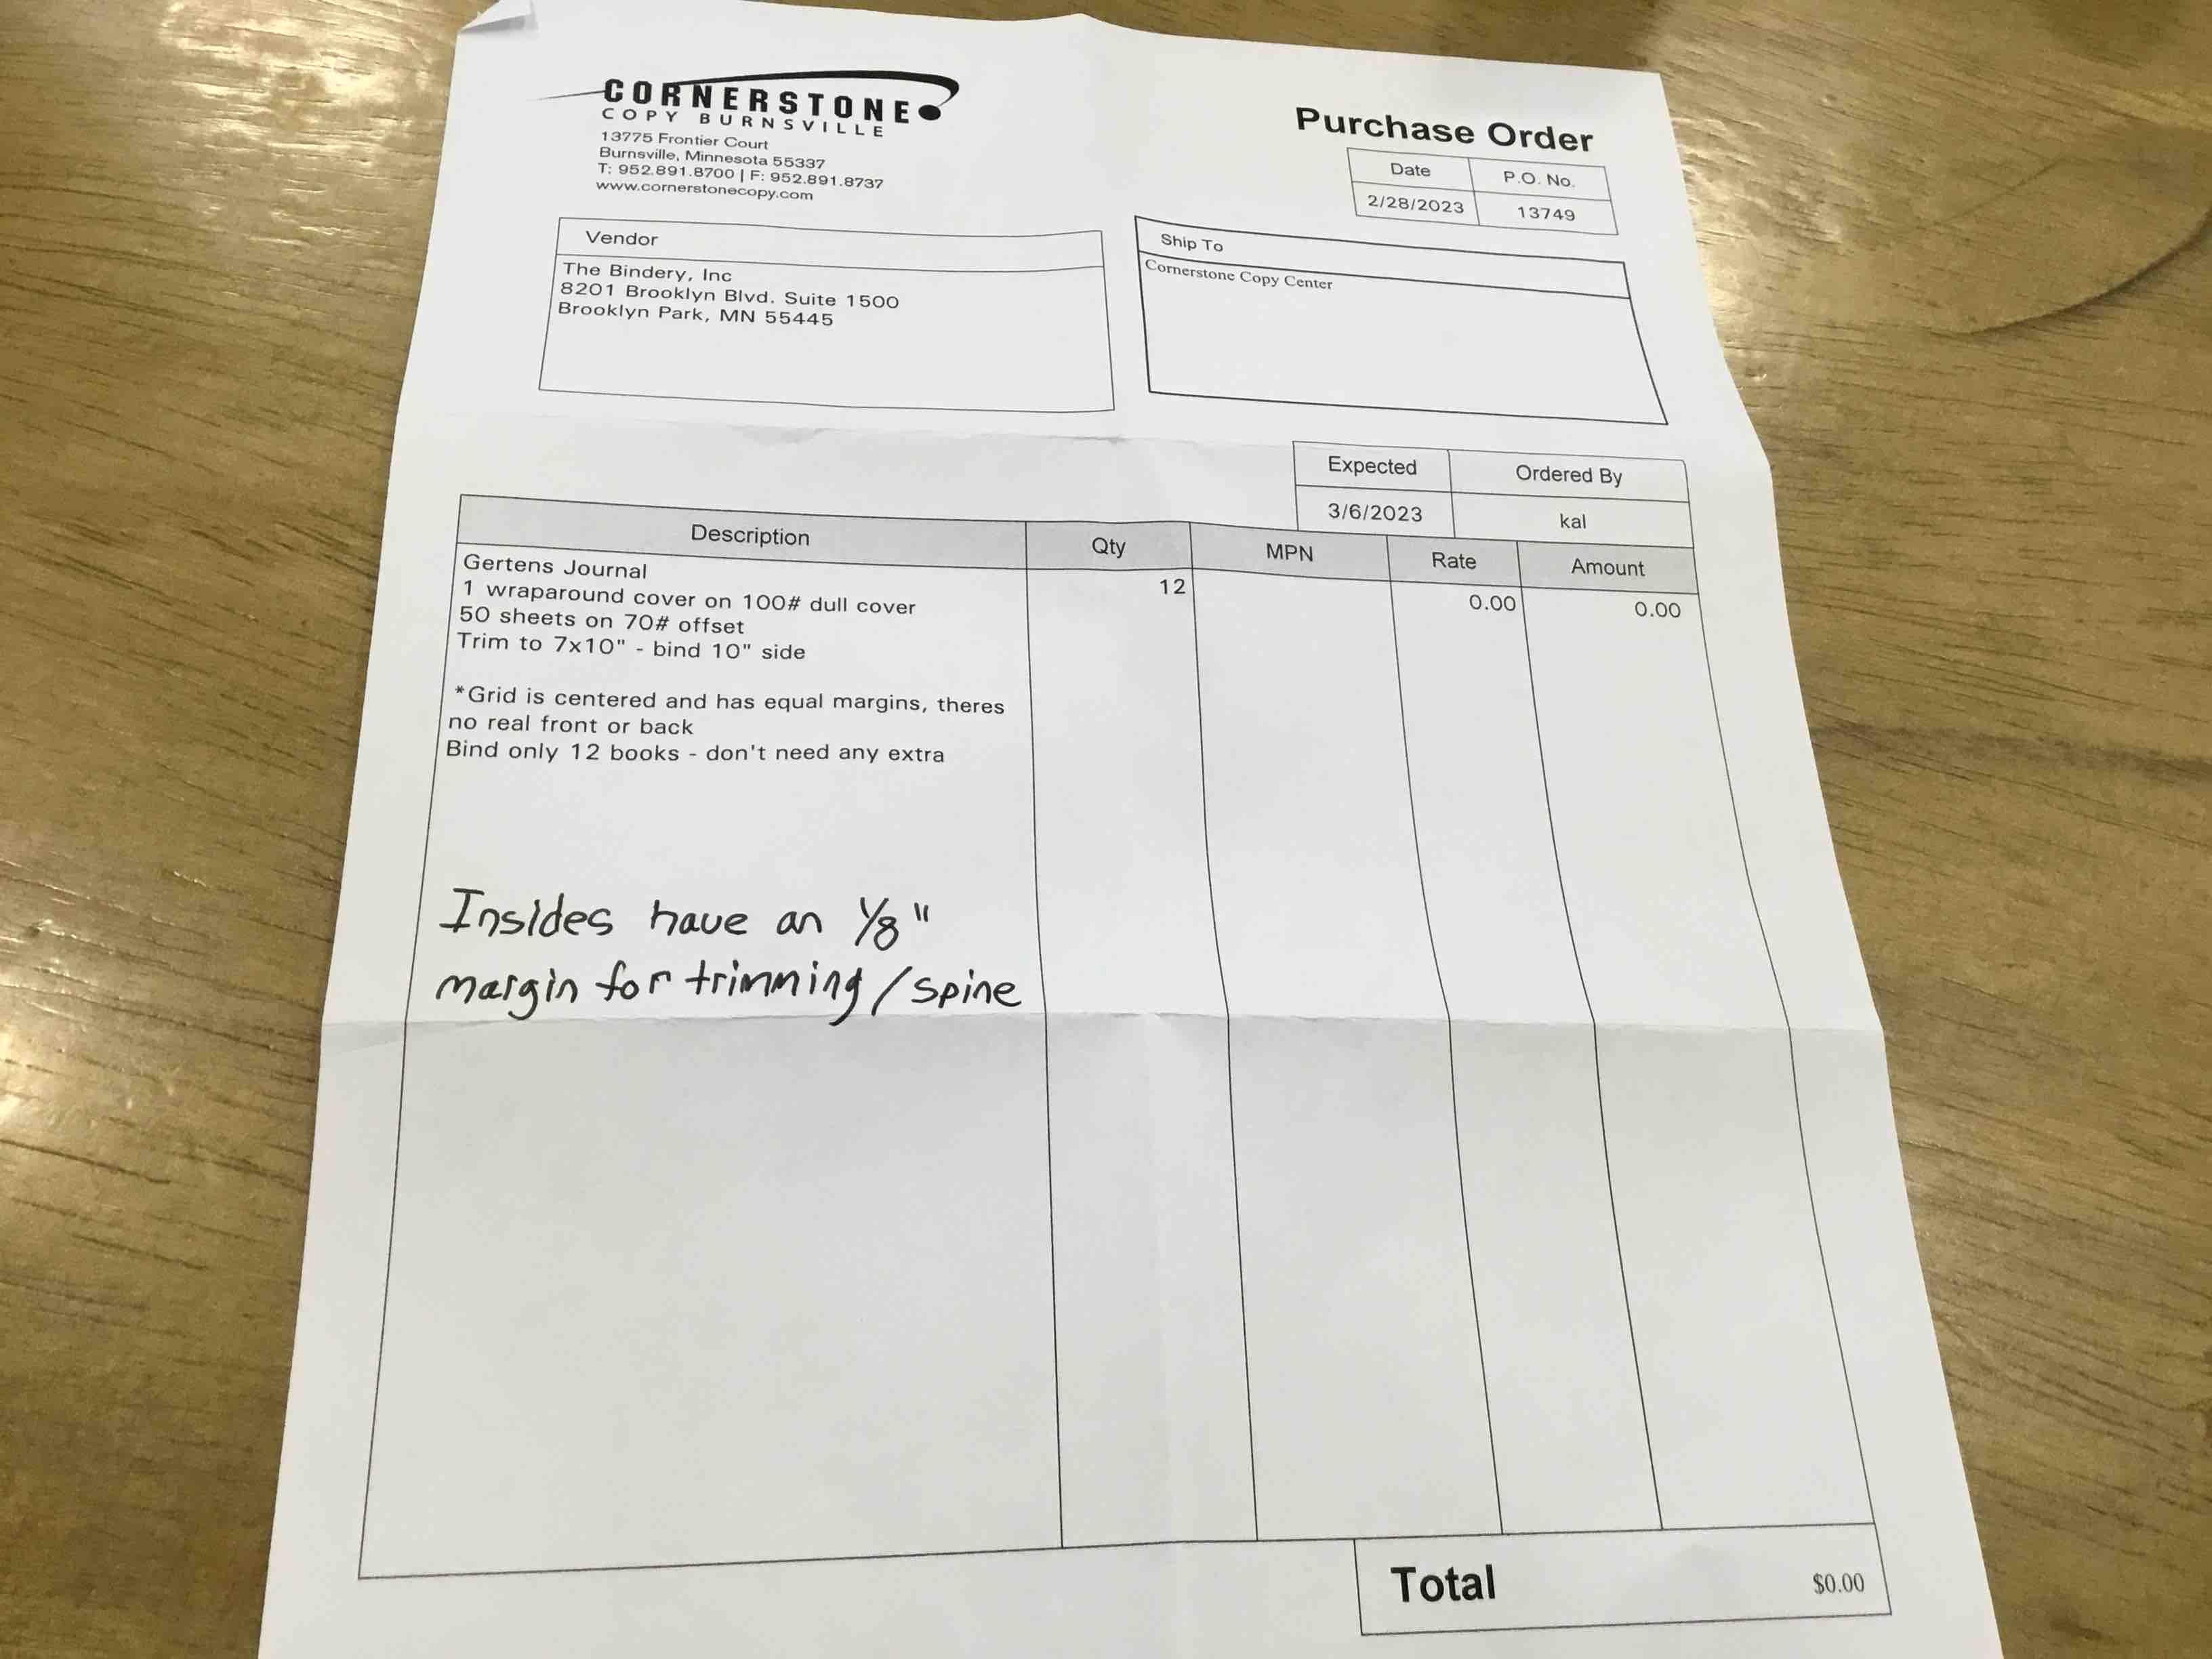 CORNERSTONE
COPY BURNSVILLE
13775 Frontier Court
Burnsville, Minnesota 55337
T: 952.891.8700 | F: 952.891.8737
www.cornerstonecopy.com
Purchase Order
Date P.O. No.
2/28/2023 13749
Vendor
The Bindery, Inc
8201 Brooklyn Blvd. Suite 1500
Brooklyn Park, MN 55445
Ship To
Cornerstone Copy Center
Expected Ordered By
3/6/2023 kal
Description Qty MPN Rate Amount
Gertens Journal 12 0.00 0.00
1 wraparound cover on 100# dull cover
50 sheets on 70# offset
Trim to 7x10" - bind 10" side
*Grid is centered and has equal margins, theres
no real front or back
Bind only 12 books - don't need any extra
Insides have an 1/8"
margin for trimming/spine
Total $0.00